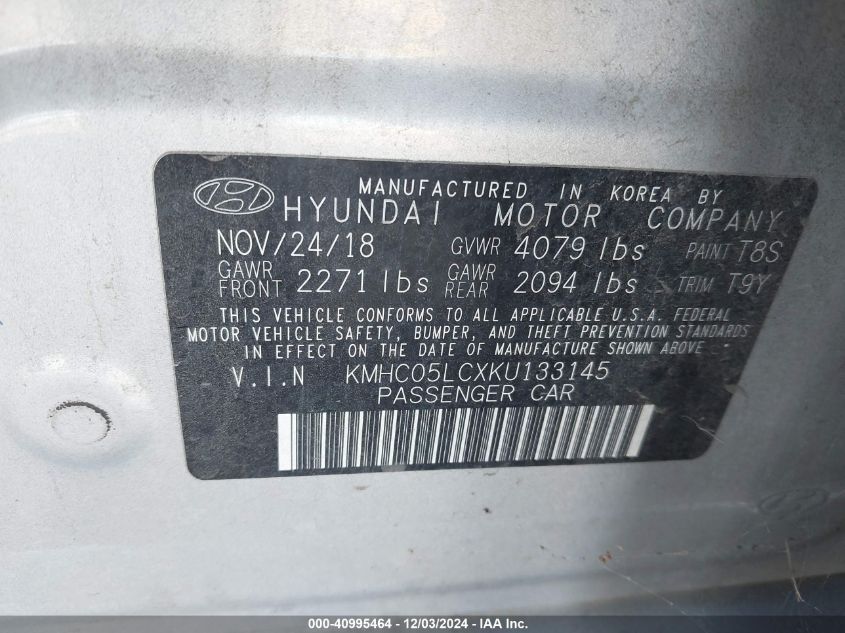 MANUFACTURED IN KOREA BY
HYUNDAI MOTOR COMPANY
NOV/24/18 GVWR 4079 lbs PAINT T8S
GAWR FRONT 2271 lbs GAWR REAR 2094 lbs TRIM T9Y
THIS VEHICLE CONFORMS TO ALL APPLICABLE U.S.A. FEDERAL
MOTOR VEHICLE SAFETY, BUMPER, AND THEFT PREVENTION STANDARDS
IN EFFECT ON THE DATE OF MANUFACTURE SHOWN ABOVE
V.I.N KMHC05LCXKU133145
PASSENGER CAR
000-40995464 - 12/03/2024 - IAA Inc.